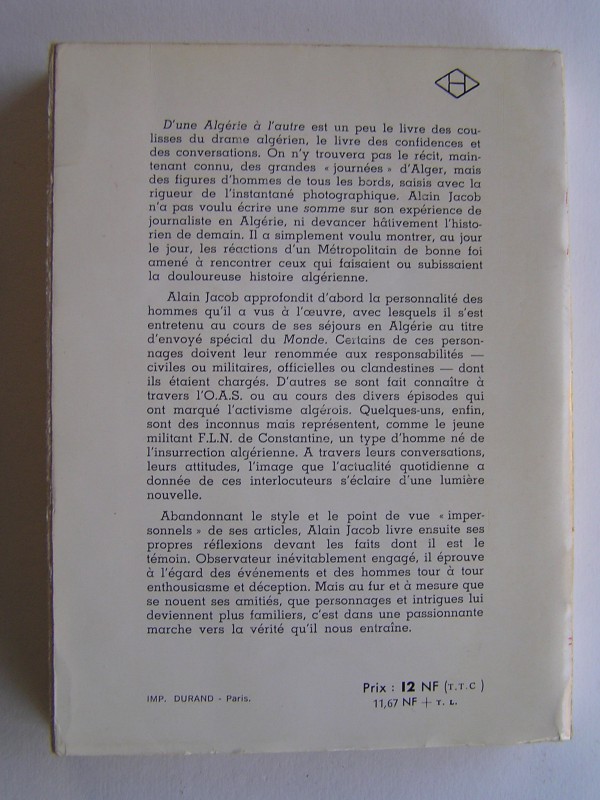 H
D'une Algérie à l'autre est un peu le livre des cou-
lisses du drame algérien, le livre des confidences et
des conversations. On n'y trouvera pas le récit, main-
tenant connu, des grandes « journées » d'Alger, mais
des figures d'hommes de tous les bords, saisis avec la
rigueur de l'instantané photographique. Alain Jacob
n'a pas voulu écrire une somme sur son expérience de
journaliste en Algérie, ni devancer hâtivement l'histo-
rien de demain. Il a simplement voulu montrer, au jour
le jour, les réactions d'un Métropolitain de bonne foi
amené à rencontrer ceux qui faisaient ou subissaient
la douloureuse histoire algérienne.
Alain Jacob approfondit d'abord la personnalité des
hommes qu'il a vus à l'œuvre, avec lesquels il s'est
entretenu au cours de ses séjours en Algérie au titre
d'envoyé spécial du Monde. Certains de ces person-
nages doivent leur renommée aux responsabilités —
civiles ou militaires, officielles ou clandestines — dont
ils étaient chargés. D'autres se sont fait connaître à
travers l'O.A.S. ou au cours des divers épisodes qui
ont marqué l'activisme algérois. Quelques-uns, enfin,
sont des inconnus mais représentent, comme le jeune
militant F.L.N. de Constantine, un type d'homme né de
l'insurrection algérienne. A travers leurs conversations,
leurs attitudes, l'image que l'actualité quotidienne a
donnée de ces interlocuteurs s'éclaire d'une lumière
nouvelle.
Abandonnant le style et le point de vue « imper-
sonnels » de ses articles, Alain Jacob livre ensuite ses
propres réflexions devant les faits dont il est le
témoin. Observateur inévitablement engagé, il éprouve
à l'égard des événements et des hommes tour à tour
enthousiasme et déception. Mais au fur et à mesure que
se nouent ses amitiés, que personnages et intrigues lui
deviennent plus familiers, c'est dans une passionnante
marche vers la vérité qu'il nous entraîne.
IMP. DURAND - Paris.
Prix : 12 NF (T.T.C )
11,67 NF + T. L.